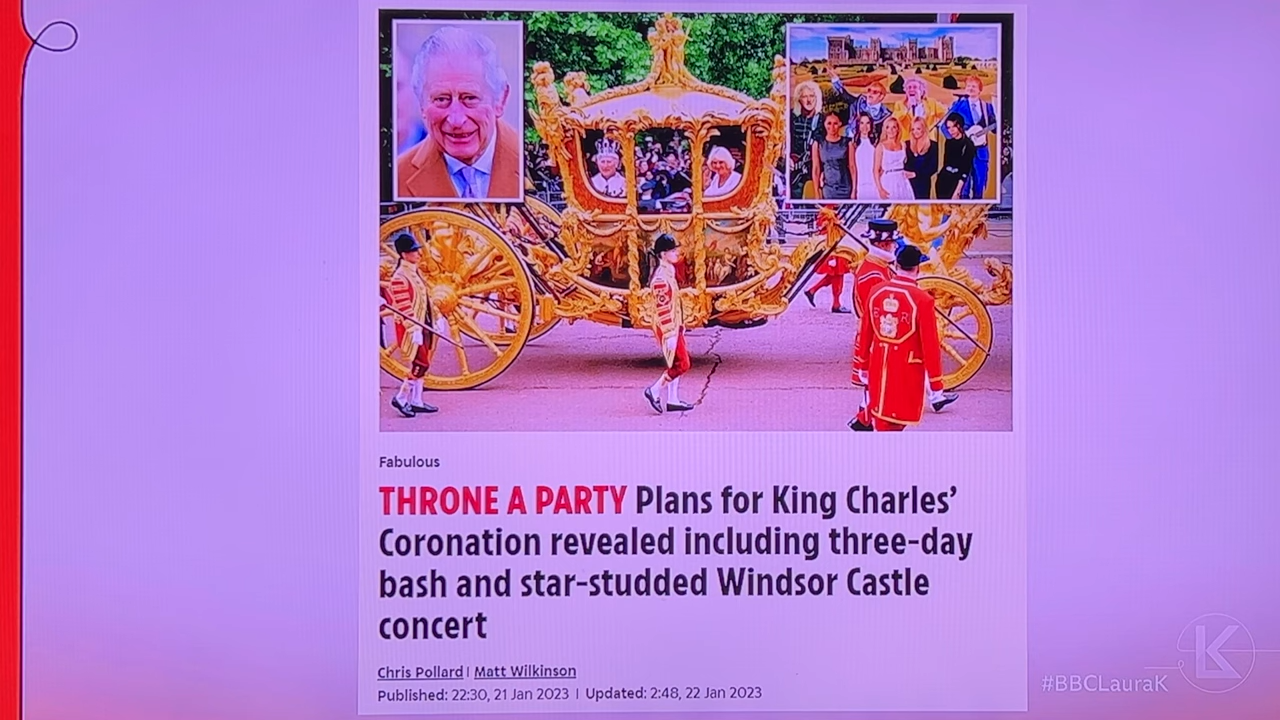 Fabulous
THRONE A PARTY Plans for King Charles’
Coronation revealed including three-day
bash and star-studded Windsor Castle
concert
Chris Pollard | Matt Wilkinson
Published: 22:30, 21 Jan 2023 | Updated: 2:48, 22 Jan 2023
K
#BBCLauraK